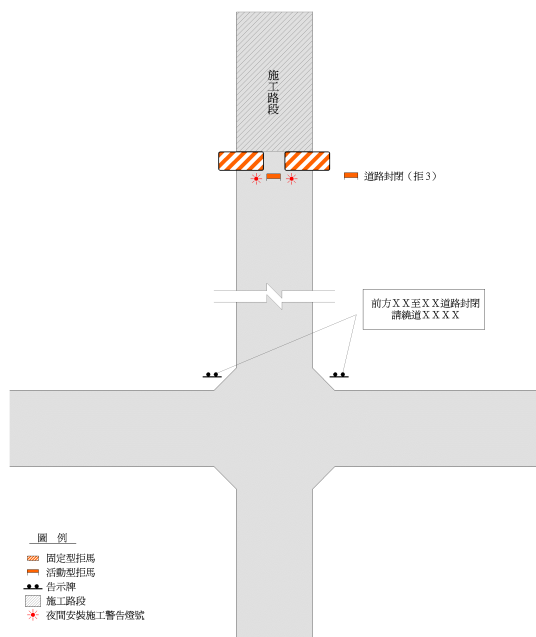 施工路段
道路封閉（拒３）
前方ＸＸ至ＸＸ道路封閉
請繞道ＸＸＸＸ
圖 例
固定型拒馬
活動型拒馬
告示牌
施工路段
夜間安裝施工警告燈號